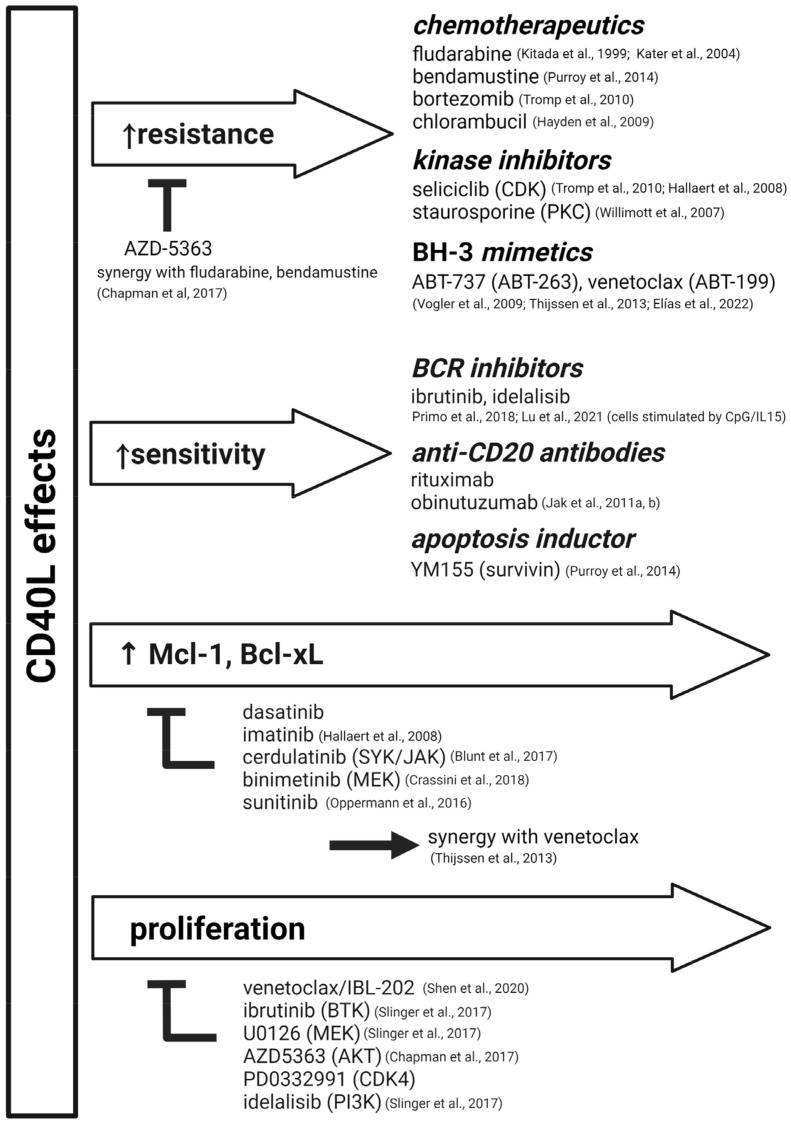 CD40L effects
chemotherapeutics
fludarabine (Kitada et al., 1999; Kater et al., 2004)
bendamustine (Purroy et al., 2014)
bortezomib (Tromp et al., 2010)
chlorambucil (Hayden et al., 2009)
↑resistance
kinase inhibitors
seliciclib (CDK) (Tromp et al., 2010; Hallaert et al., 2008)
staurosporine (PKC) (Willimott et al., 2007)
AZD-5363
synergy with fludarabine, bendamustine
(Chapman et al, 2017)
BH-3 mimetics
ABT-737 (ABT-263), venetoclax (ABT-199)
(Vogler et al., 2009; Thijssen et al., 2013; Elías et al., 2022)
BCR inhibitors
ibrutinib, idelalisib
Primo et al., 2018; Lu et al., 2021 (cells stimulated by CpG/IL15)
↑sensitivity
anti-CD20 antibodies
rituximab
obinutuzumab (Jak et al., 2011a, b)
apoptosis inductor
YM155 (survivin) (Purroy et al., 2014)
↑ Mcl-1, Bcl-xL
dasatinib
imatinib (Hallaert et al., 2008)
cerdulatinib (SYK/JAK) (Blunt et al., 2017)
binimetinib (MEK) (Crassini et al., 2018)
sunitinib (Oppermann et al., 2016)
synergy with venetoclax
(Thijssen et al., 2013)
proliferation
venetoclax/IBL-202 (Shen et al., 2020)
ibrutinib (BTK) (Slinger et al., 2017)
U0126 (MEK) (Slinger et al., 2017)
AZD5363 (AKT) (Chapman et al., 2017)
PD0332991 (CDK4)
idelalisib (PI3K) (Slinger et al., 2017)